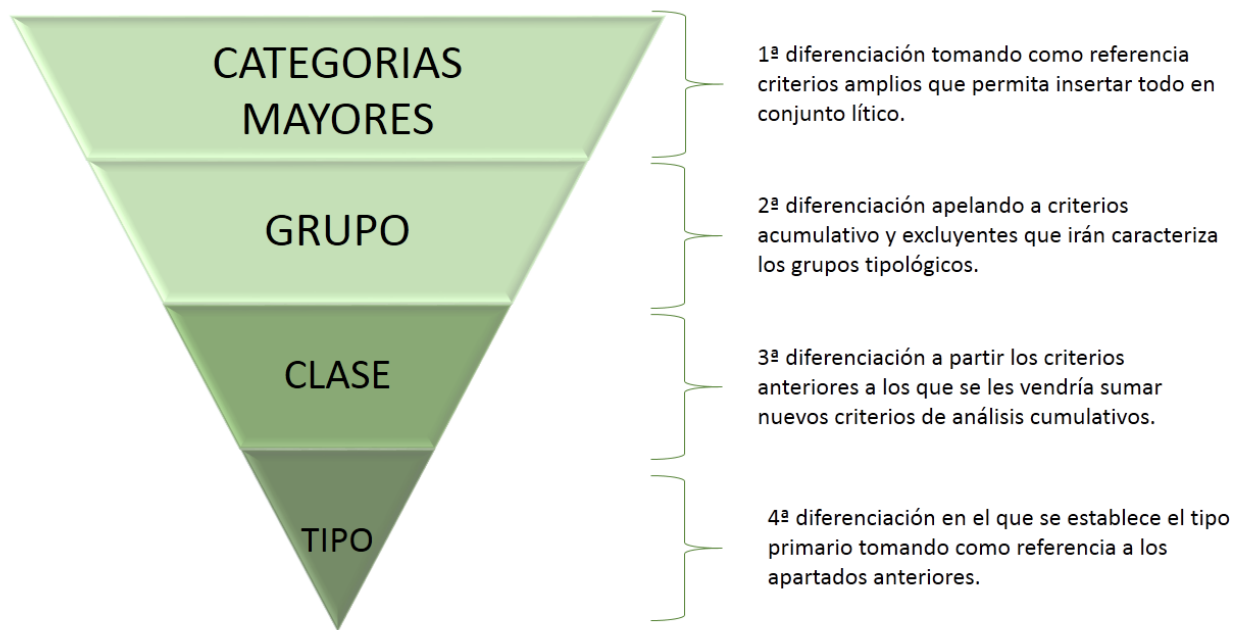 CATEGORIAS
MAYORES
1ª diferenciación tomando como referencia
criterios amplios que permita insertar todo en
conjunto lítico.
GRUPO
2ª diferenciación apelando a criterios
acumulativo y excluyentes que irán caracteriza
los grupos tipológicos.
CLASE
3ª diferenciación a partir los criterios
anteriores a los que se les vendría sumar
nuevos criterios de análisis cumulativos.
TIPO
4ª diferenciación en el que se establece el tipo
primario tomando como referencia a los
apartados anteriores.